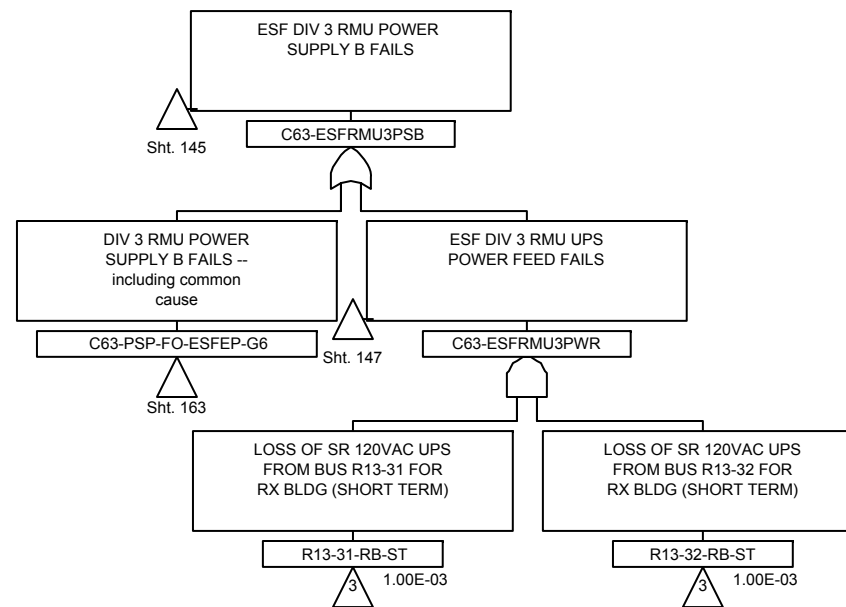 ESF DIV 3 RMU POWER
SUPPLY B FAILS
C63-ESFRMU3PSB
Sht. 145
DIV 3 RMU POWER
SUPPLY B FAILS --
including common
cause
C63-PSP-FO-ESFEP-G6
Sht. 163
ESF DIV 3 RMU UPS
POWER FEED FAILS
C63-ESFRMU3PWR
Sht. 147
LOSS OF SR 120VAC UPS
FROM BUS R13-31 FOR
RX BLDG (SHORT TERM)
R13-31-RB-ST
3
1.00E-03
LOSS OF SR 120VAC UPS
FROM BUS R13-32 FOR
RX BLDG (SHORT TERM)
R13-32-RB-ST
3
1.00E-03